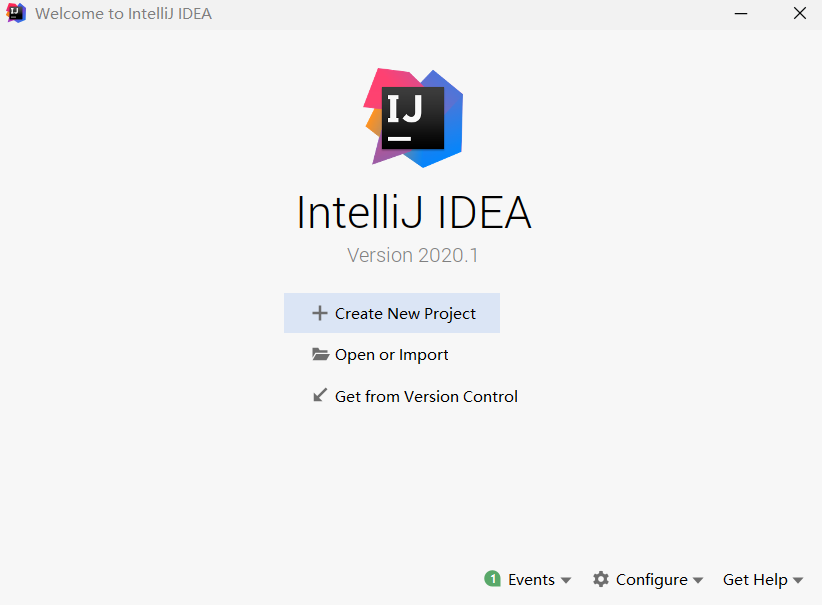 Welcome to IntelliJ IDEA
IJ
IntelliJ IDEA
Version 2020.1
Create New Project
Open or Import
Get from Version Control
1 Events Configure Get Help